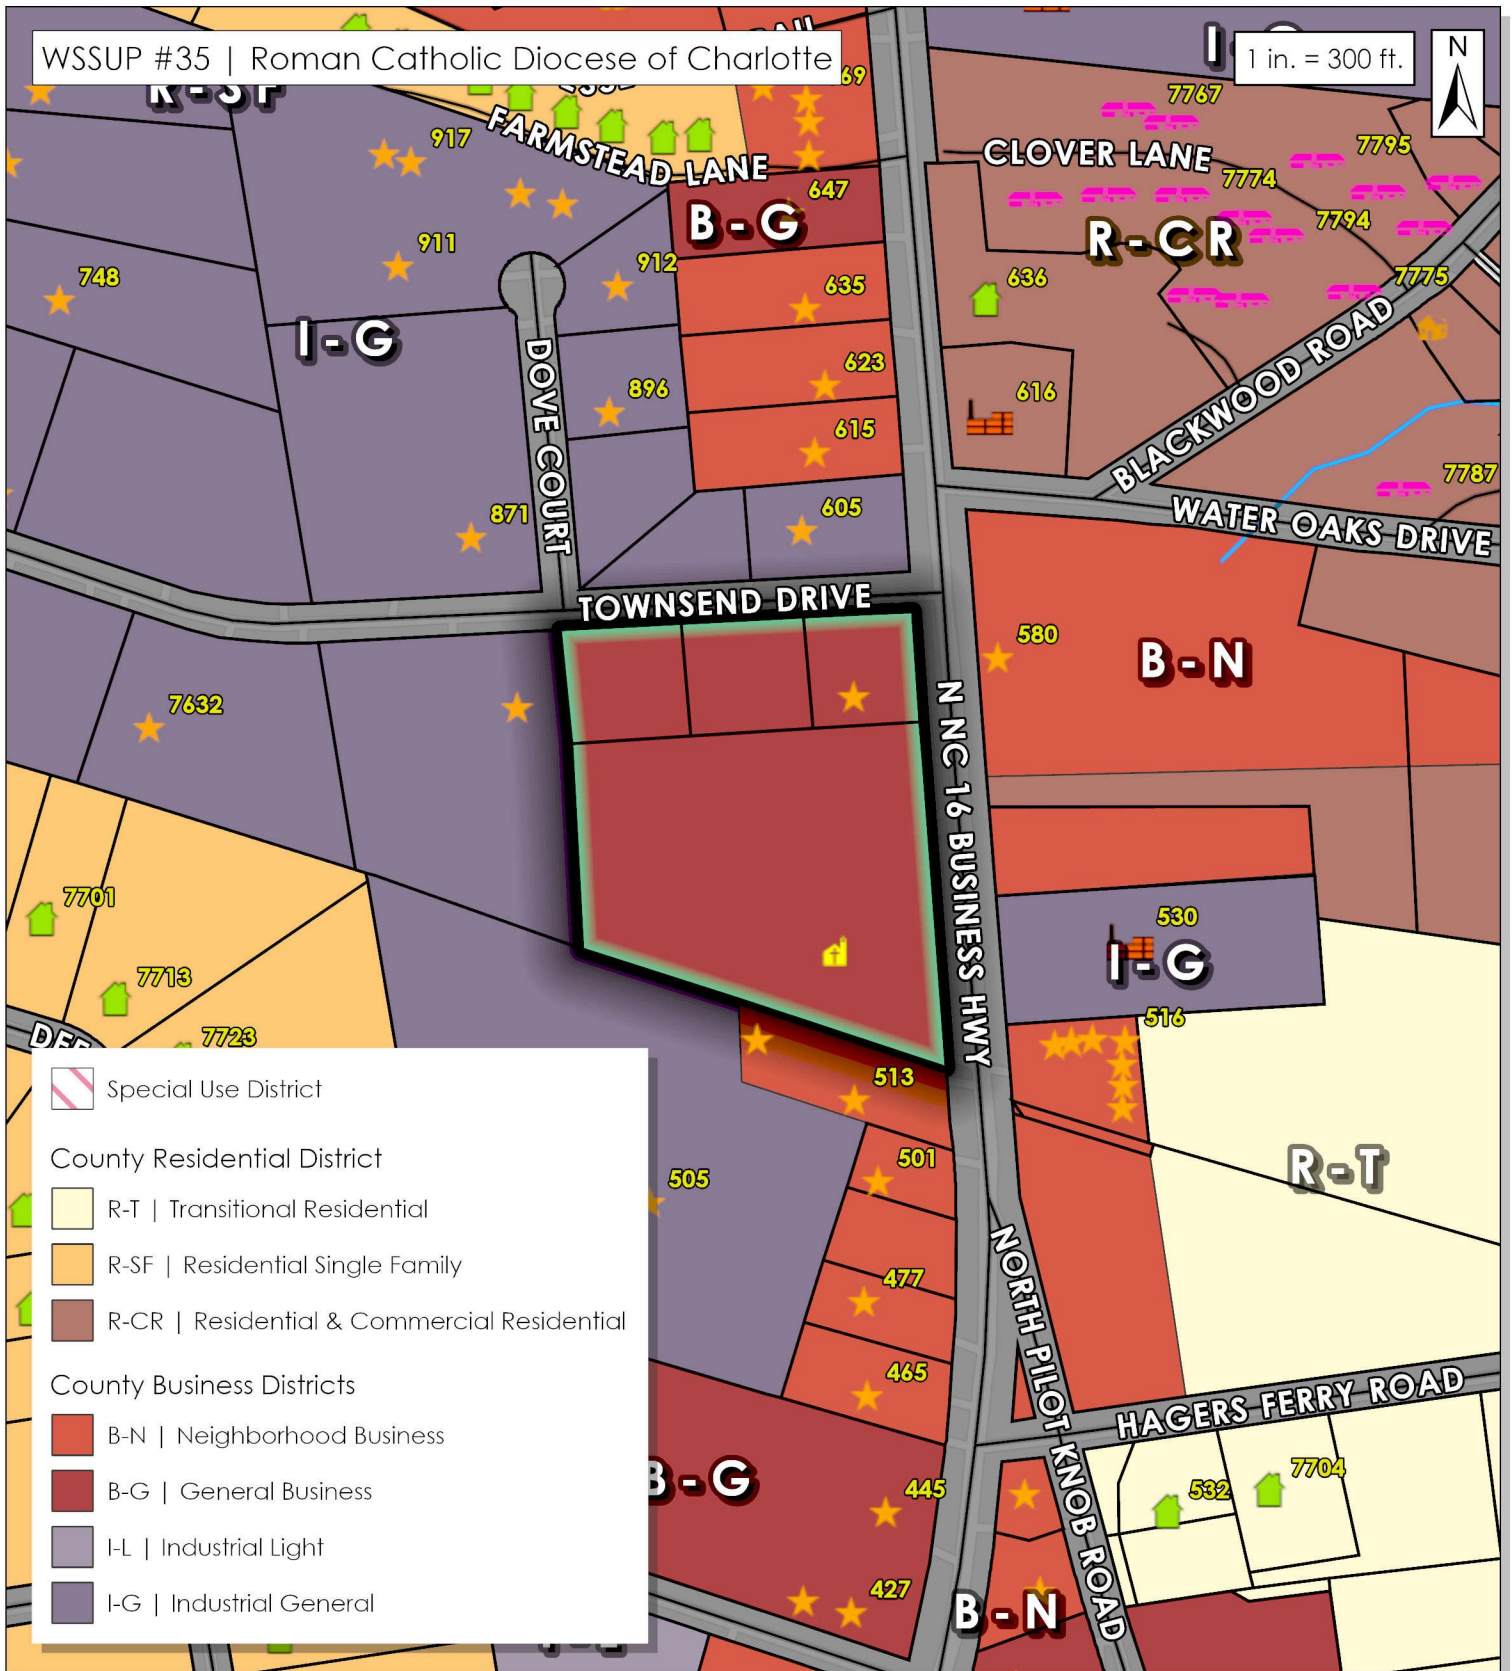 WSSUP #35 | Roman Catholic Diocese of Charlotte
1 in. = 300 ft.
N
R-SF
FARMSTEAD LANE
69
7767
CLOVER LANE
7795
7774
7794
917
647
B-G
R-CR
911
912
748
636
7775
635
I-G
DOVE COURT
623
BLACKWOOD ROAD
896
616
615
7787
871
605
WATER OAKS DRIVE
TOWNSEND DRIVE
580
B-N
7632
N NC 16 BUSINESS HWY
7701
530
I-G
7713
516
7723
513
501
R-T
505
477
NORTH PILOT KNOB ROAD
465
HAGERS FERRY ROAD
B-G
445
532
7704
427
B-N
Special Use District
County Residential District
R-T | Transitional Residential
R-SF | Residential Single Family
R-CR | Residential & Commercial Residential
County Business Districts
B-N | Neighborhood Business
B-G | General Business
I-L | Industrial Light
I-G | Industrial General